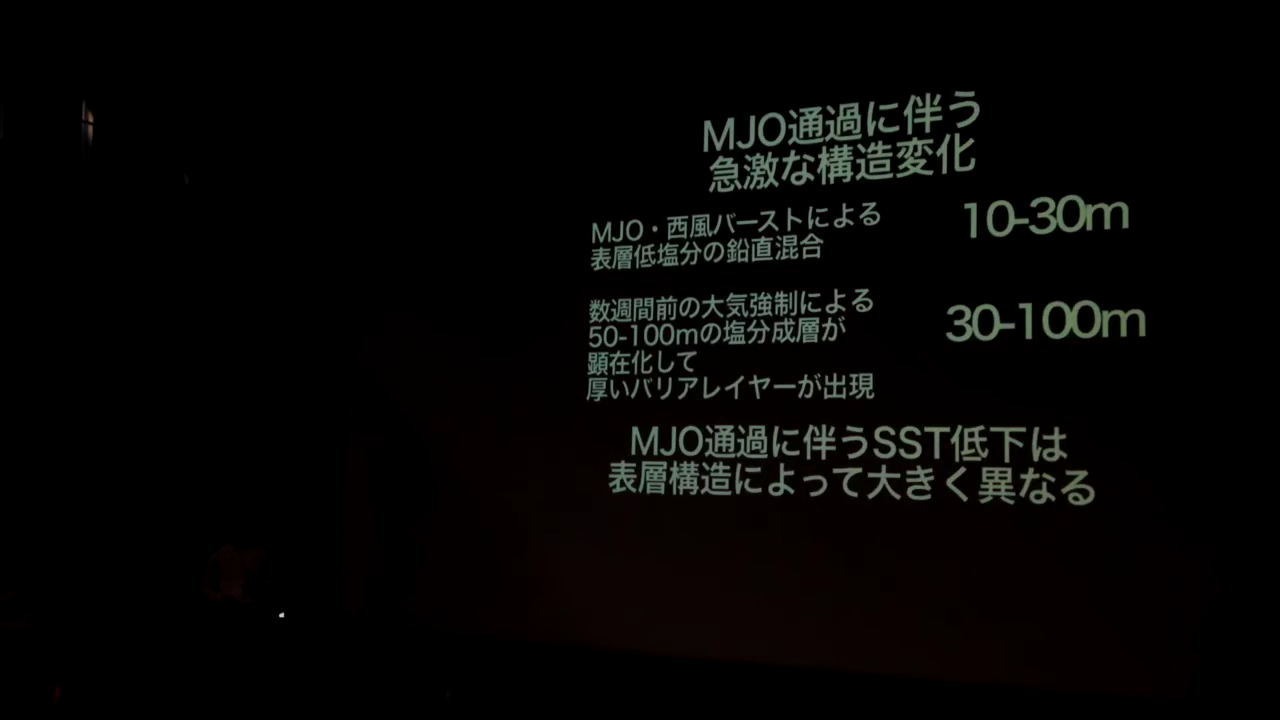 MJO通過に伴う
急激な構造変化
MJO・西風バーストによる
表層低塩分の鉛直混合
10-30m
数週間前の大気強制による
50-100mの塩分成層が
顕在化して
厚いバリアレイヤーが出現
30-100m
MJO通過に伴うSST低下は
表層構造によって大きく異なる